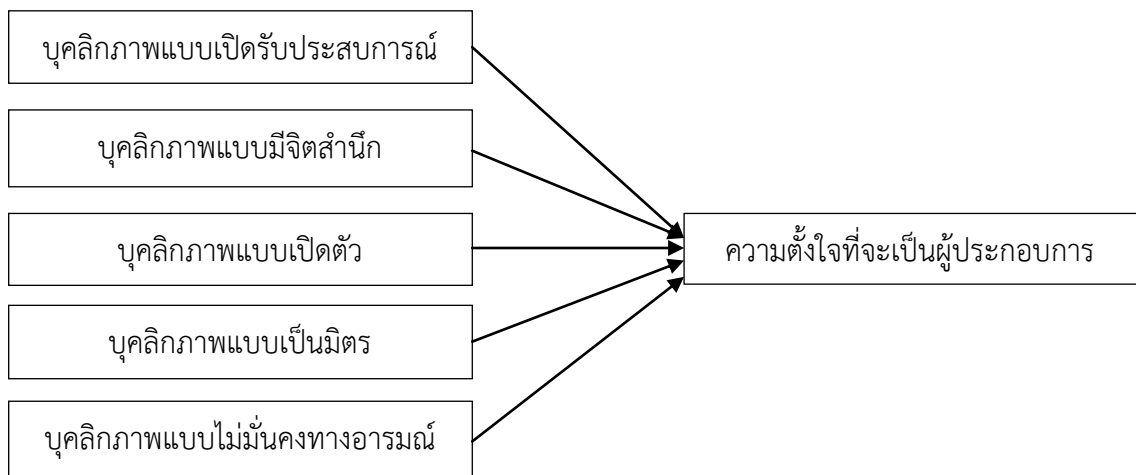 บุคลิกภาพแบบเปิดรับประสบการณ์
บุคลิกภาพแบบมีจิตสำนึก
บุคลิกภาพแบบเปิดตัว
ความตั้งใจที่จะเป็นผู้ประกอบการ
บุคลิกภาพแบบเป็นมิตร
บุคลิกภาพแบบไม่มั่นคงทางอารมณ์